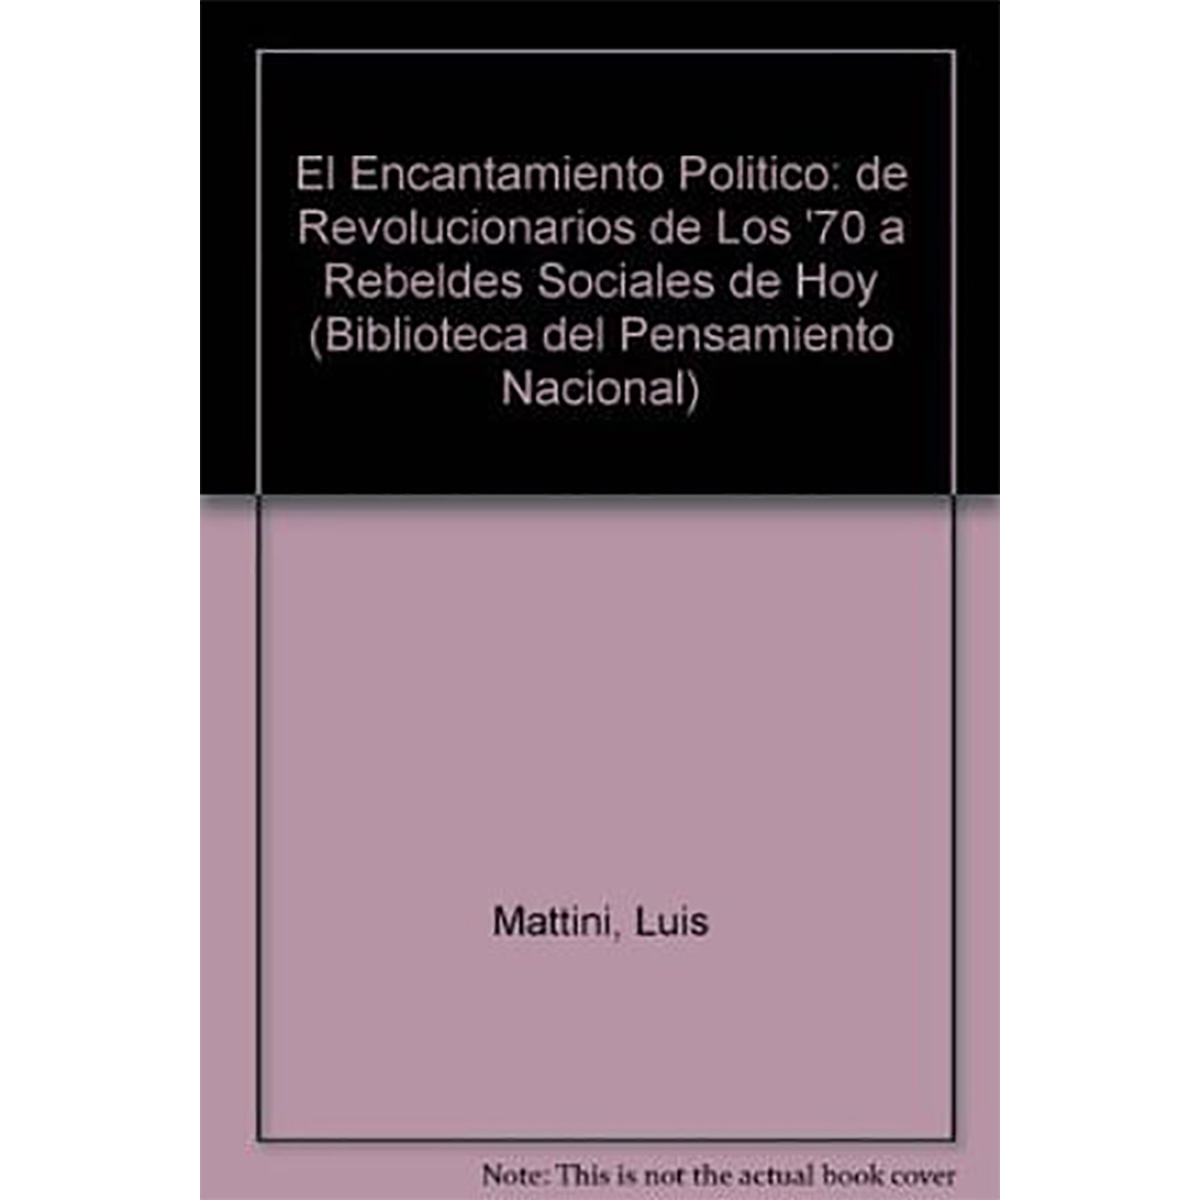 El Encantamiento Politico: de
Revolucionarios de Los '70 a
Rebeldes Sociales de Hoy
(Biblioteca del Pensamiento
Nacional)
Mattini, Luis
Note: This is not the actual book cover